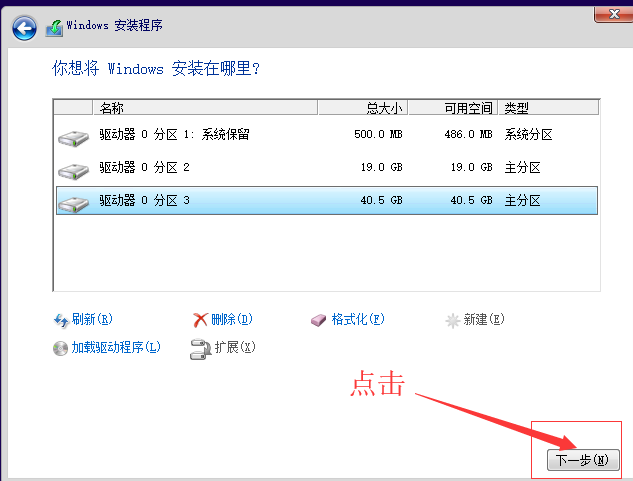 Windows 安装程序
你想将 Windows 安装在哪里?
名称 总大小 可用空间 类型
驱动器 0 分区 1: 系统保留 500.0 MB 486.0 MB 系统分区
驱动器 0 分区 2 19.0 GB 19.0 GB 主分区
驱动器 0 分区 3 40.5 GB 40.5 GB 主分区
刷新(R) 删除(D) 格式化(F) 新建(E)
加载驱动程序(L) 扩展(X)
点击
下一步(N)